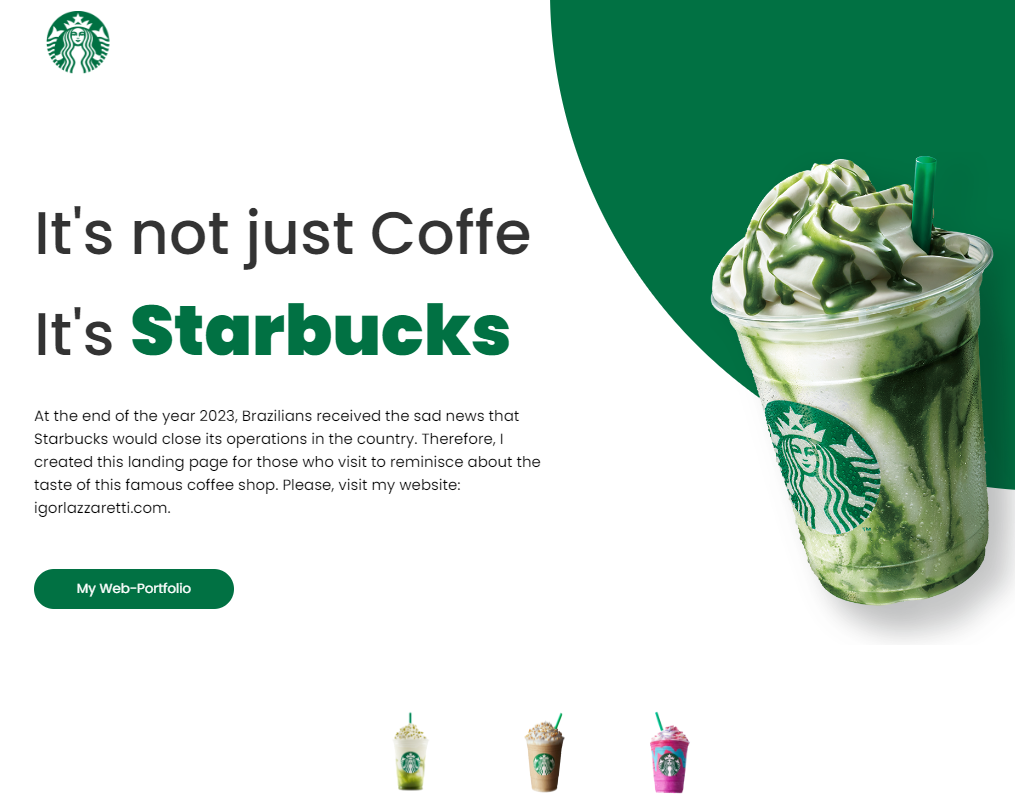 It's not just Coffe
It's Starbucks
At the end of the year 2023, Brazilians received the sad news that
Starbucks would close its operations in the country. Therefore, I
created this landing page for those who visit to reminisce about the
taste of this famous coffee shop. Please, visit my website:
igorlazzaretti.com.
My Web-Portfolio